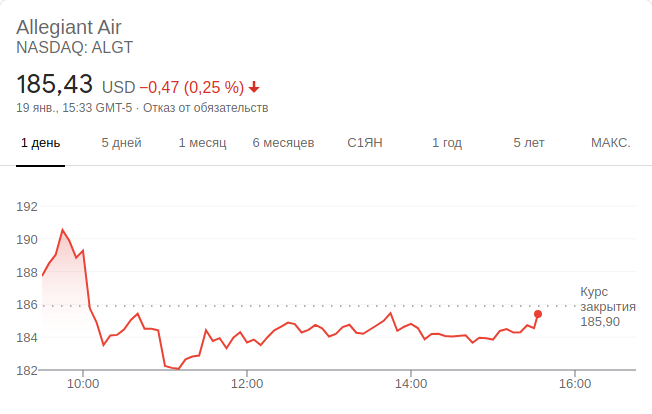 Allegiant Air
NASDAQ: ALGT
185,43 USD −0,47 (0,25 %)
19 янв., 15:33 GMT-5 · Отказ от обязательств
1 день 5 дней 1 месяц 6 месяцев С1ЯН 1 год 5 лет МАКС.
192
190
188
186
184
182
Курс
закрытия
185,90
10:00 12:00 14:00 16:00